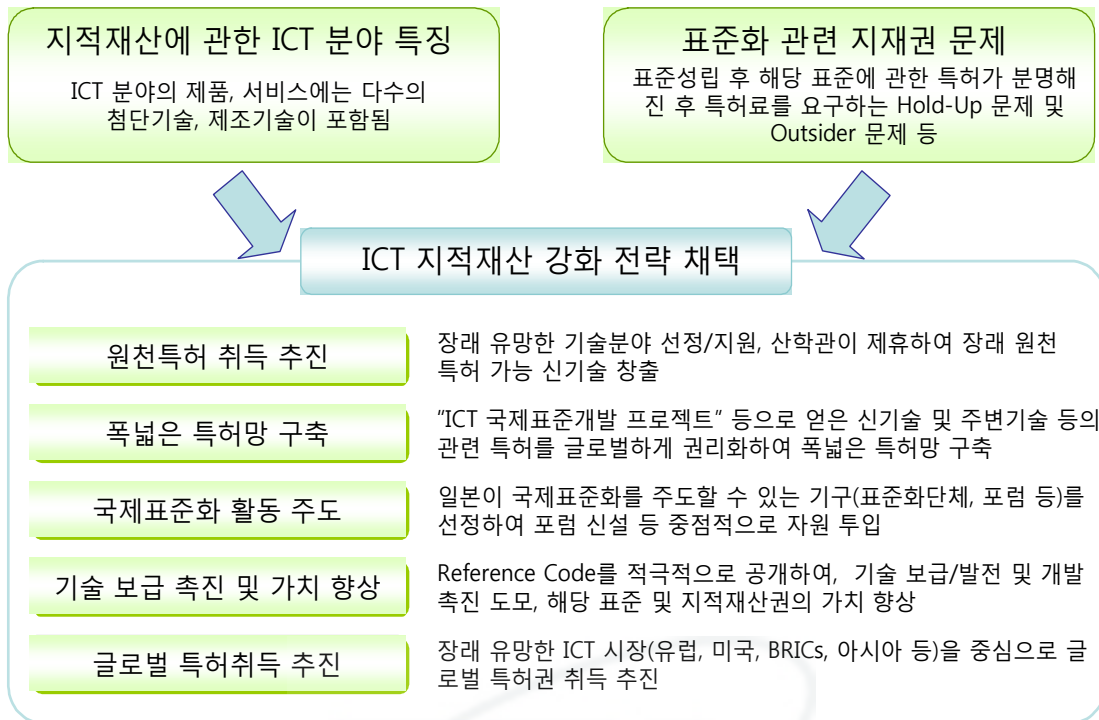 지적재산에 관한 ICT 분야 특징
ICT 분야의 제품, 서비스에는 다수의
첨단기술, 제조기술이 포함됨
표준화 관련 지재권 문제
표준성립 후 해당 표준에 관한 특허가 분명해
진 후 특허료를 요구하는 Hold-Up 문제 및
Outsider 문제 등
ICT 지적재산 강화 전략 채택
원천특허 취득 추진
장래 유망한 기술분야 선정/지원, 산학관이 제휴하여 장래 원천
특허 가능 신기술 창출
폭넓은 특허망 구축
“ICT 국제표준개발 프로젝트” 등으로 얻은 신기술 및 주변기술 등의
관련 특허를 글로벌하게 권리화하여 폭넓은 특허망 구축
국제표준화 활동 주도
일본이 국제표준화를 주도할 수 있는 기구(표준화단체, 포럼 등)를
선정하여 포럼 신설 등 중점적으로 자원 투입
기술 보급 촉진 및 가치 향상
Reference Code를 적극적으로 공개하여, 기술 보급/발전 및 개발
촉진 도모, 해당 표준 및 지적재산권의 가치 향상
글로벌 특허취득 추진
장래 유망한 ICT 시장(유럽, 미국, BRICs, 아시아 등)을 중심으로 글
로벌 특허권 취득 추진